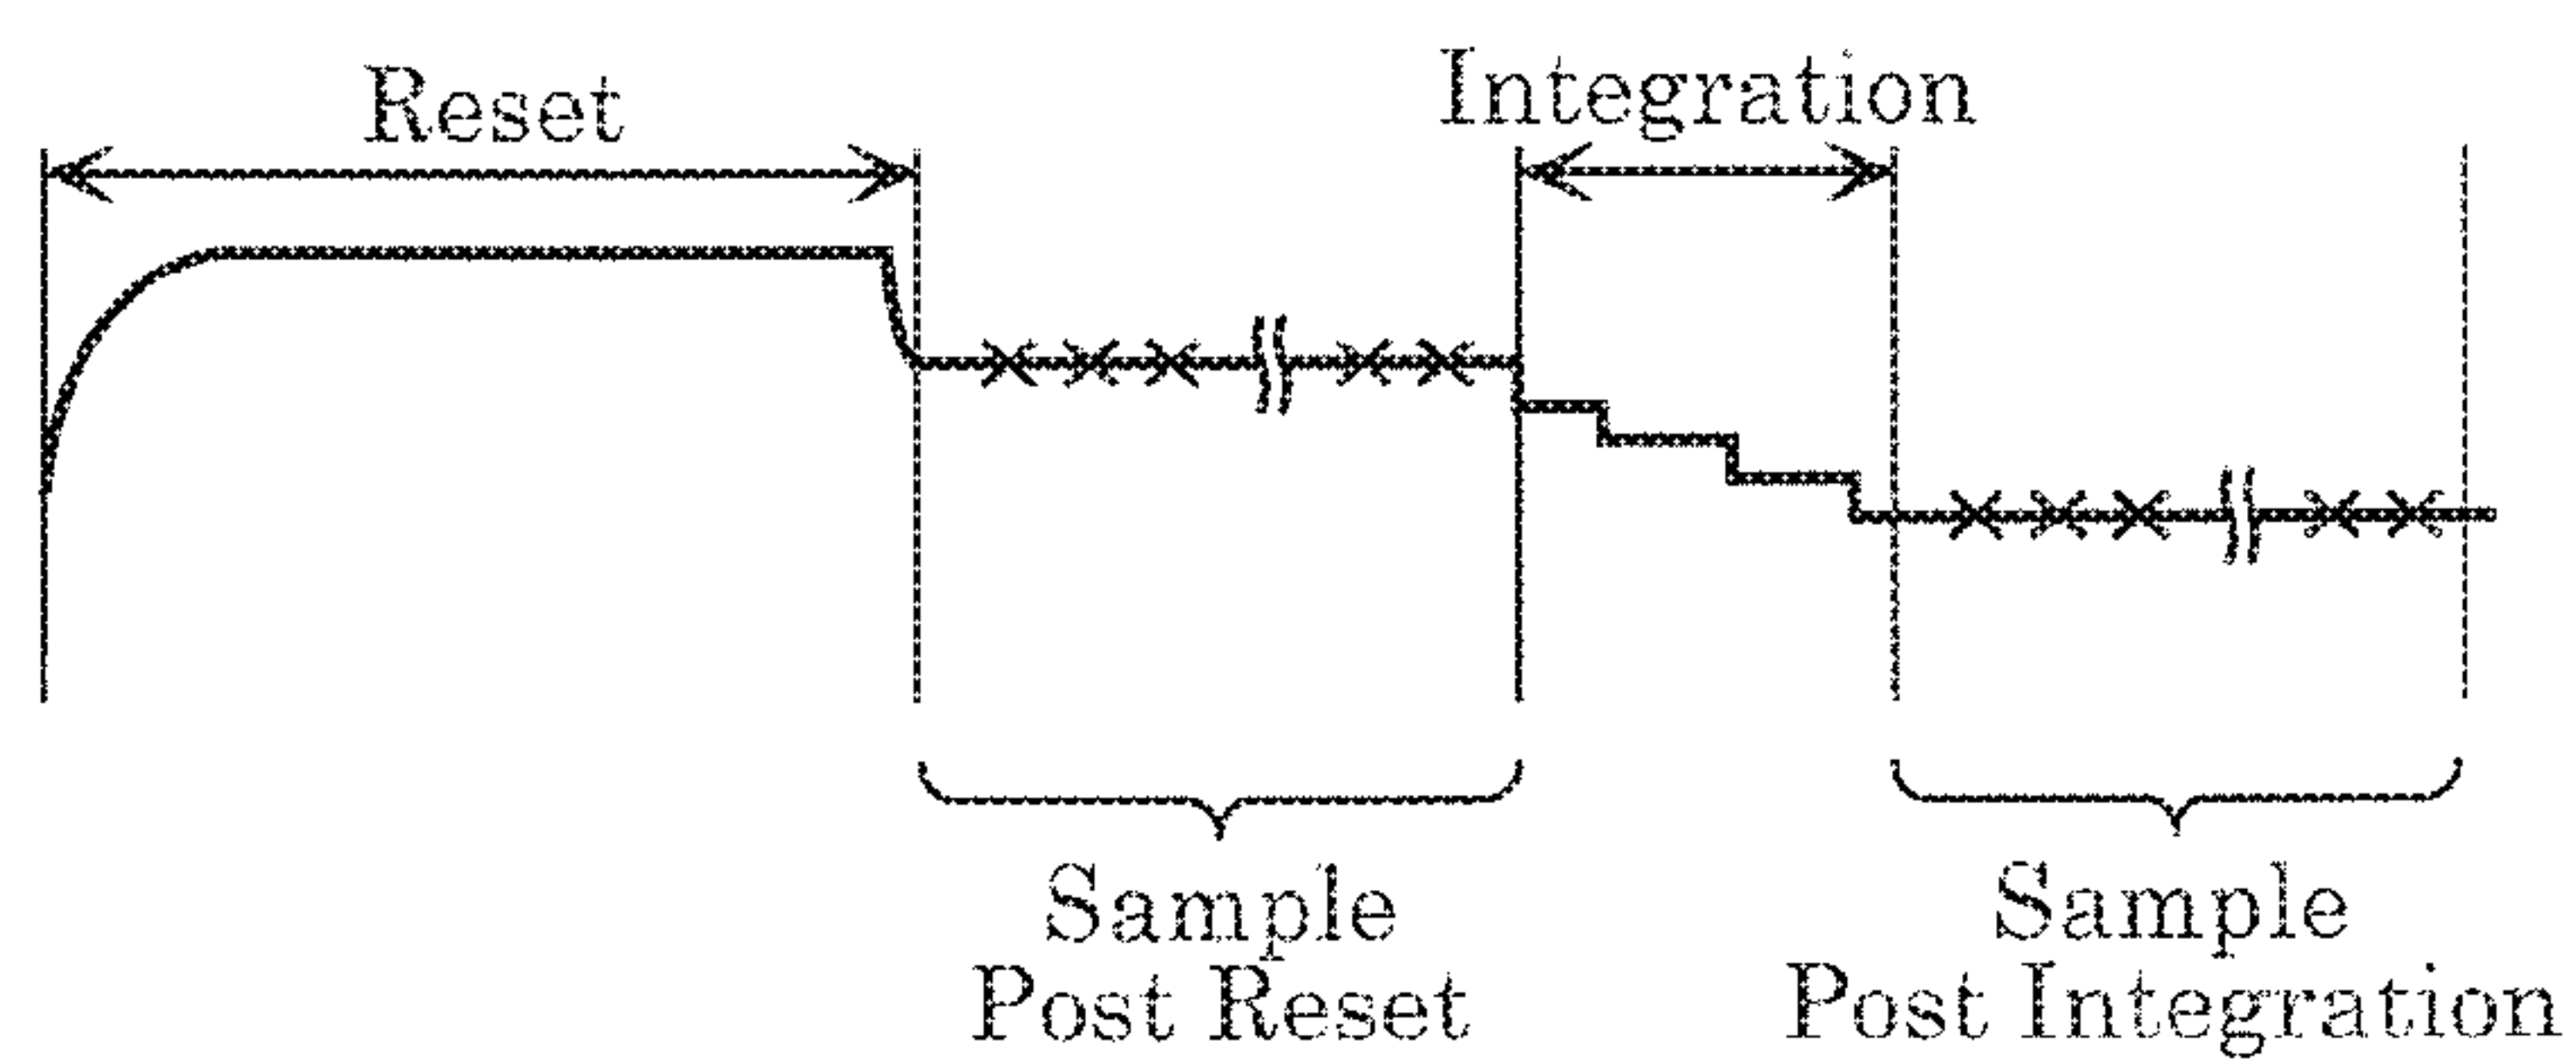 Reset
Integration
Sample
Post Reset
Sample
Post Integration